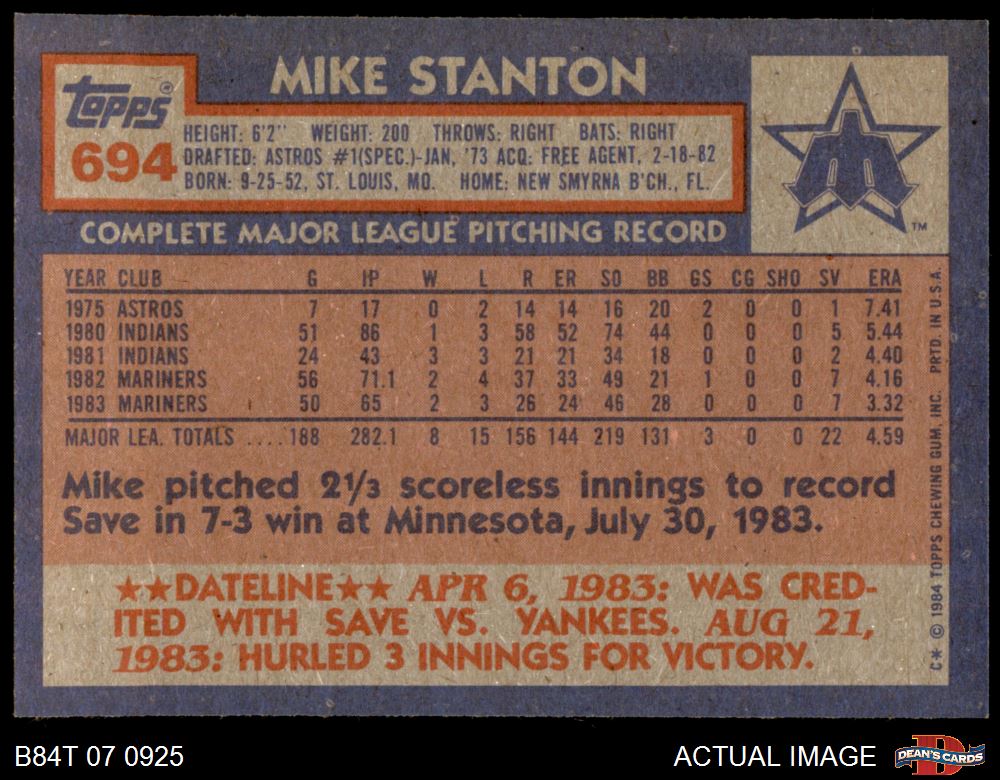 MIKE STANTON
Topps®
694
HEIGHT: 6'2" WEIGHT: 200 THROWS: RIGHT BATS: RIGHT
DRAFTED: ASTROS #1(SPEC.)-JAN, '73 ACQ: FREE AGENT, 2-18-82
BORN: 9-25-52, ST. LOUIS, MO. HOME: NEW SMYRNA B'CH., FL.
TM
COMPLETE MAJOR LEAGUE PITCHING RECORD
YEAR CLUB G IP W L R ER SO BB GS CG SHO SV ERA
1975 ASTROS 7 17 0 2 14 14 16 20 2 0 0 1 7.41
1980 INDIANS 51 86 1 3 58 52 74 44 0 0 0 5 5.44
1981 INDIANS 24 43 3 3 21 21 34 18 0 0 0 2 4.40
1982 MARINERS 56 71.1 2 4 37 33 49 21 1 0 0 7 4.16
1983 MARINERS 50 65 2 3 26 24 46 28 0 0 0 7 3.32
MAJOR LEA. TOTALS ....188 282.1 8 15 156 144 219 131 3 0 0 22 4.59
Mike pitched 2⅓ scoreless innings to record
Save in 7-3 win at Minnesota, July 30, 1983.
★★DATELINE★★ APR 6, 1983: WAS CRED-
ITED WITH SAVE VS. YANKEES. AUG 21,
1983: HURLED 3 INNINGS FOR VICTORY.
C* © 1984 TOPPS CHEWING GUM, INC. PRTD. IN U.S.A.
B84T 07 0925
ACTUAL IMAGE
D
DEAN'S CARDS